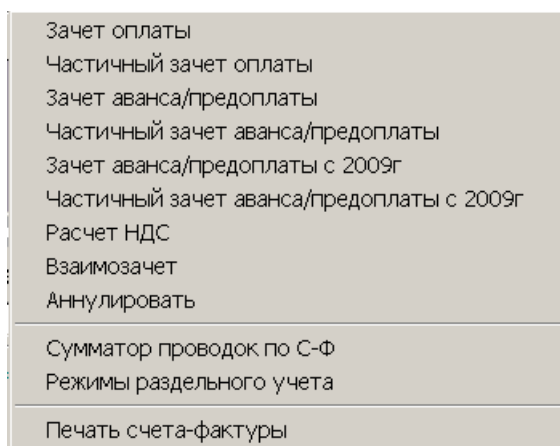 Зачет оплаты
Частичный зачет оплаты
Зачет аванса/предоплаты
Частичный зачет аванса/предоплаты
Зачет аванса/предоплаты с 2009г
Частичный зачет аванса/предоплаты с 2009г
Расчет НДС
Взаимозачет
Аннулировать
Сумматор проводок по С-Ф
Режимы раздельного учета
Печать счета-фактуры